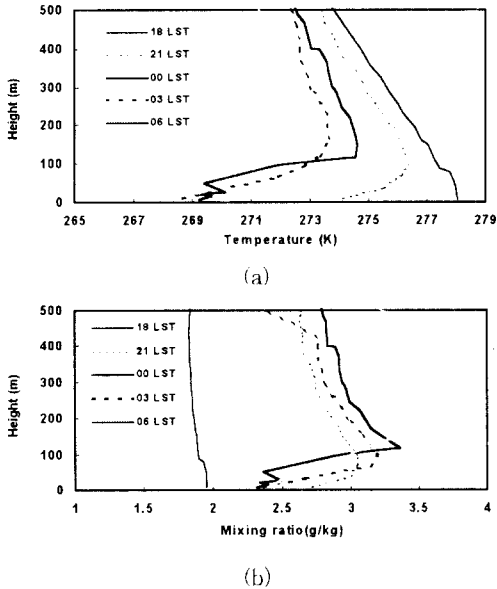 500
400
300
200
100
0
Height (m)
18 LST
21 LST
00 LST
03 LST
06 LST
265 267 269 271 273 275 277 279
Temperature (K)
(a)
500
400
300
200
100
0
Height (m)
18 LST
21 LST
00 LST
03 LST
06 LST
1 1.5 2 2.5 3 3.5 4
Mixing ratio(g/kg)
(b)